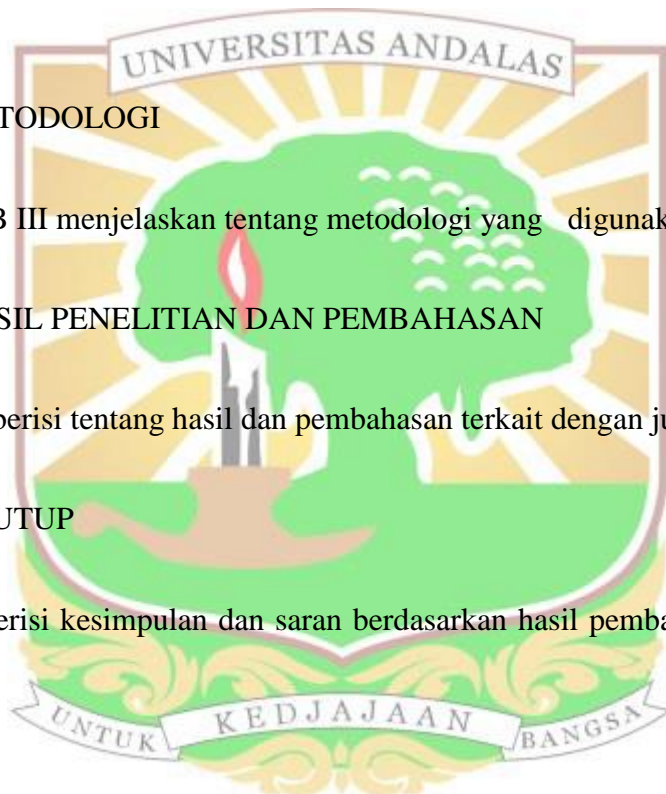 UNIVERSITAS ANDALAS
TODOLOGI
III menjelaskan tentang metodologi yang digunak
SIL PENELITIAN DAN PEMBAHASAN
berisi tentang hasil dan pembahasan terkait dengan ju
UTUP
erisi kesimpulan dan saran berdasarkan hasil pemba
UNTUK KEDJAJAAN BANGSA